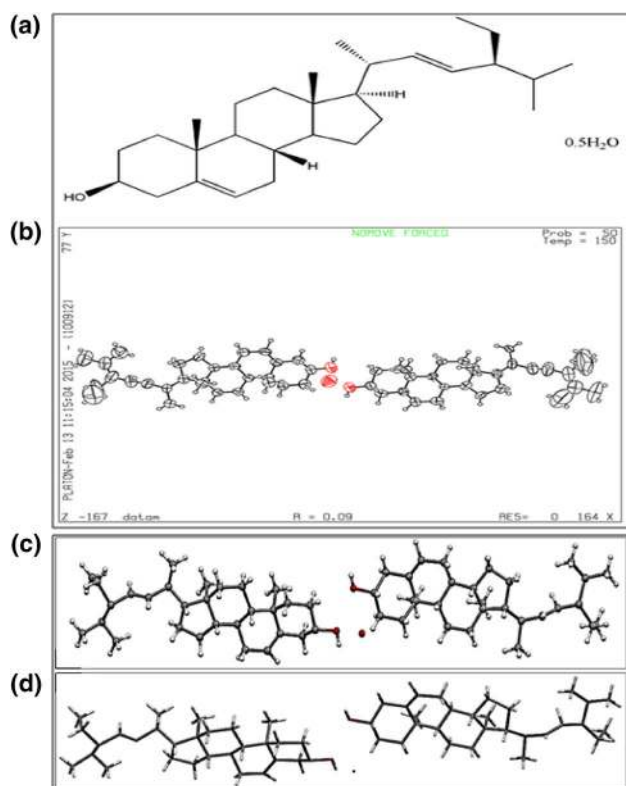 (a)
H
0.5H₂O
H
HO
(b)
NOMOVE FORCED
Prob = 50
Temp = 150
77 Y
PLATON-Feb 13 11:15:04 2015 - (100912)
Z -167 datam R = 0.09 RES= 0 164 X
(c)
(d)